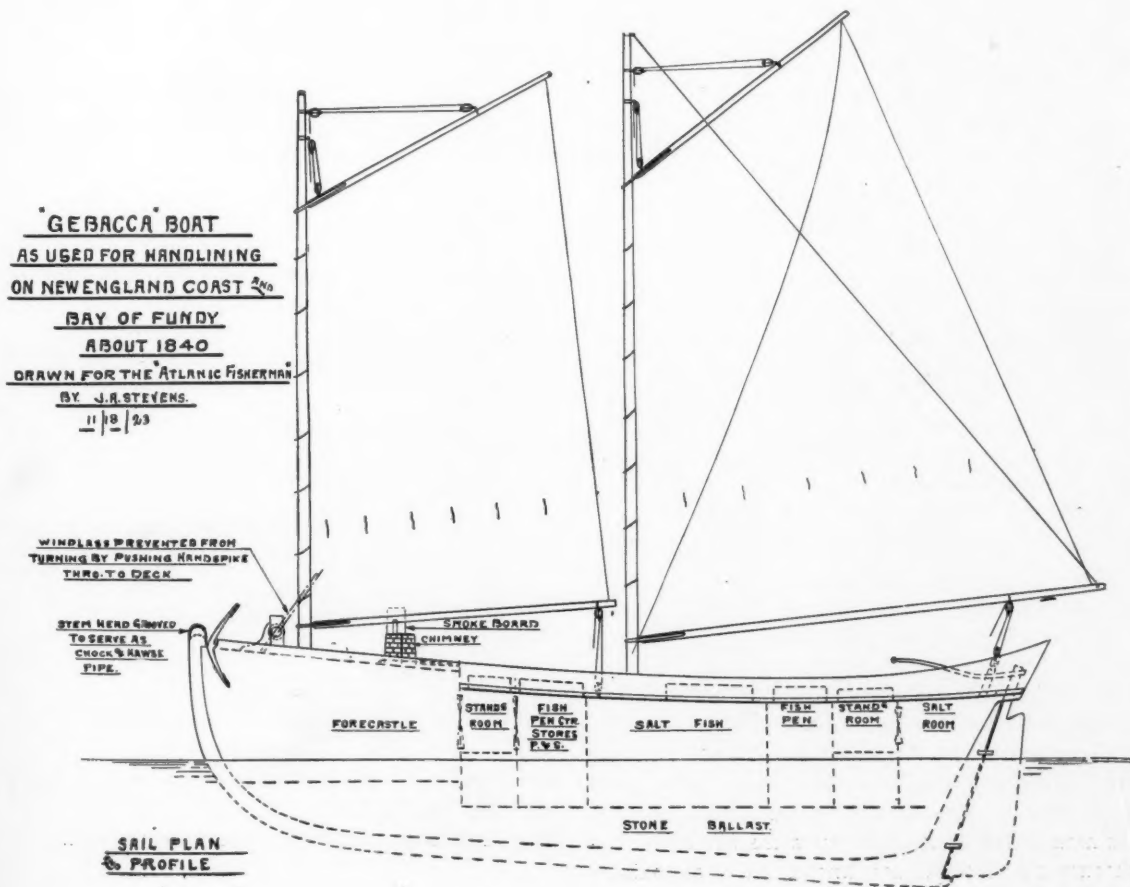 "GEBACCA" BOAT
AS USED FOR HANDLINING
ON NEW ENGLAND COAST AND
BAY OF FUNDY
ABOUT 1840
DRAWN FOR THE "ATLANIC FISHERMAN"
BY J.A. STEVENS.
11/18/23
WINDLASS PREVENTED FROM
TURNING BY PUSHING HANDSPIKE
THRO. TO DECK
STEM HEAD GROOVED
TO SERVE AS
CHOCK & HAWSE
PIPE.
SMOKE BOARD
CHIMNEY
FORECASTLE
STAND'G
ROOM
FISH
PEN CTR.
STORES
P. & S.
SALT FISH
FISH
PEN
STAND'G
ROOM
SALT
ROOM
STONE BALLAST
SAIL PLAN
& PROFILE